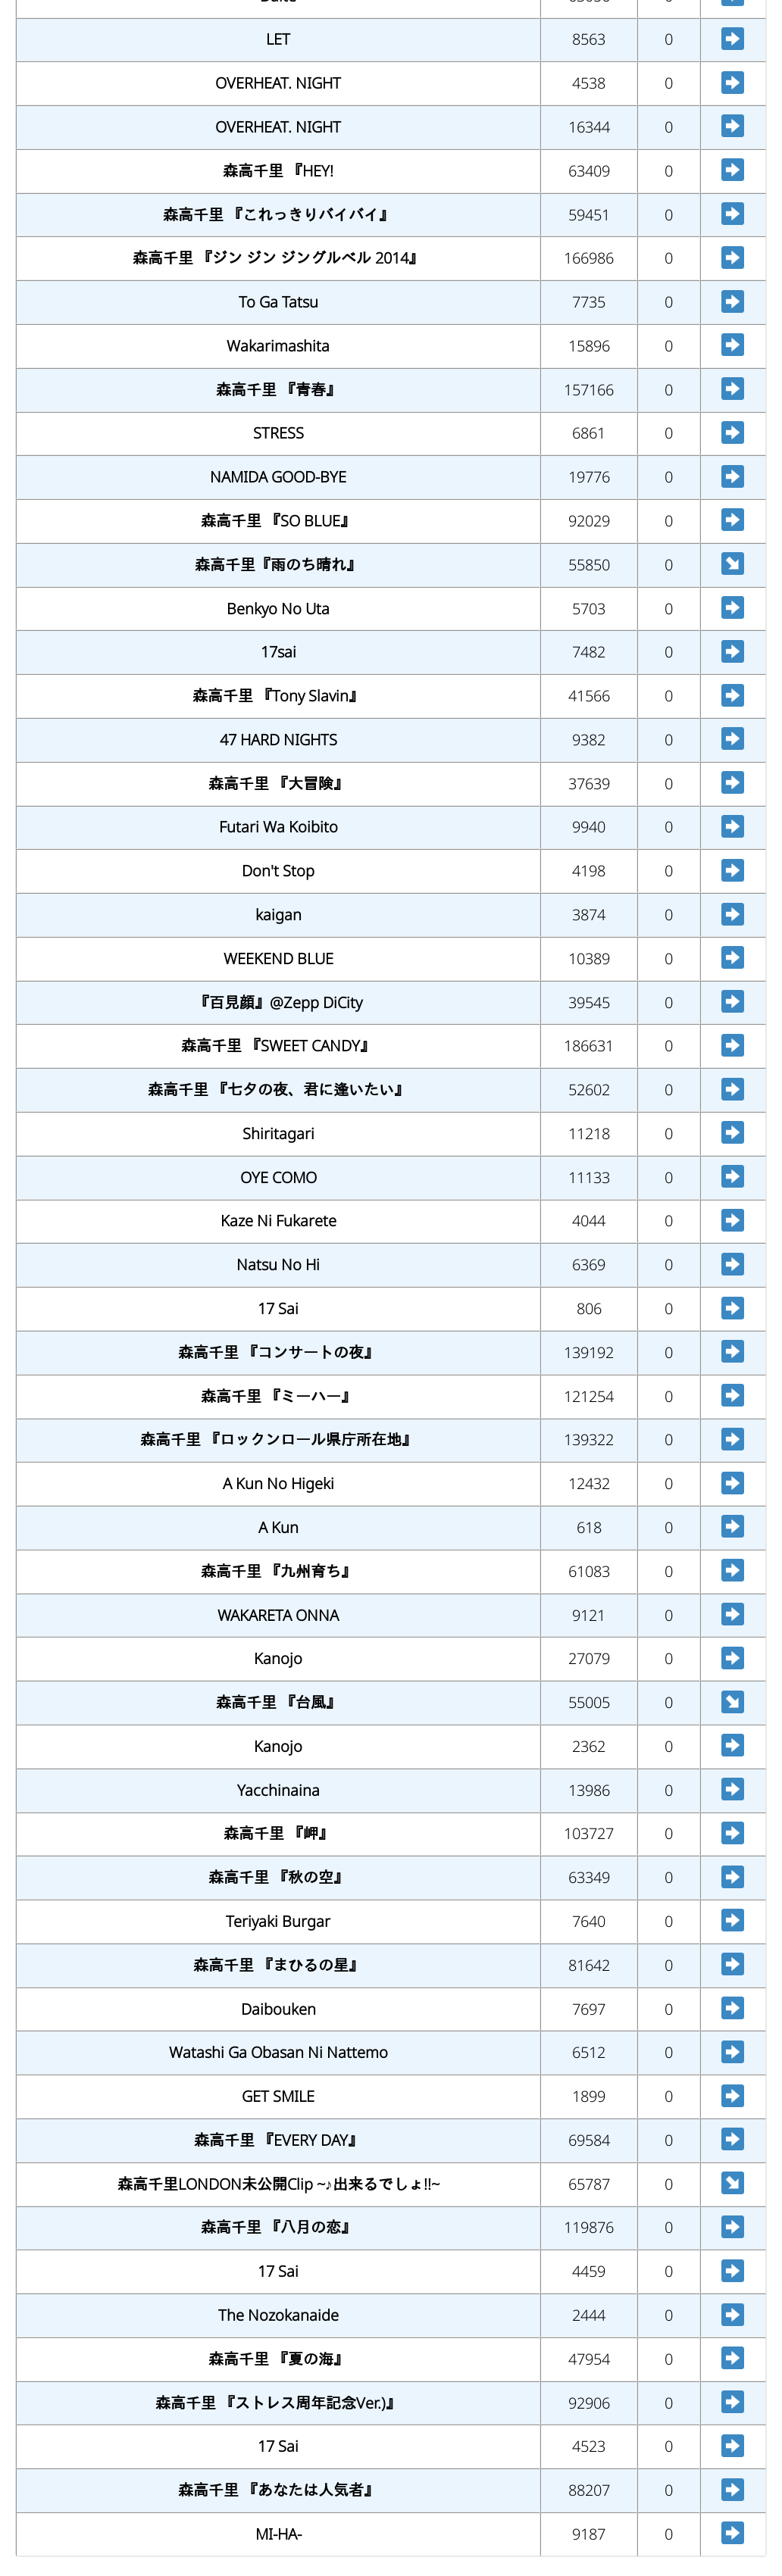 LET 8563 0
OVERHEAT. NIGHT 4538 0
OVERHEAT. NIGHT 16344 0
森高千里 『HEY! 63409 0
森高千里 『これっきりバイバイ』 59451 0
森高千里 『ジン ジン ジングルベル 2014』 166986 0
To Ga Tatsu 7735 0
Wakarimashita 15896 0
森高千里 『青春』 157166 0
STRESS 6861 0
NAMIDA GOOD-BYE 19776 0
森高千里 『SO BLUE』 92029 0
森高千里『雨のち晴れ』 55850 0
Benkyo No Uta 5703 0
17sai 7482 0
森高千里 『Tony Slavin』 41566 0
47 HARD NIGHTS 9382 0
森高千里 『大冒険』 37639 0
Futari Wa Koibito 9940 0
Don't Stop 4198 0
kaigan 3874 0
WEEKEND BLUE 10389 0
『百見顔』@Zepp DiCity 39545 0
森高千里 『SWEET CANDY』 186631 0
森高千里 『七夕の夜、君に逢いたい』 52602 0
Shiritagari 11218 0
OYE COMO 11133 0
Kaze Ni Fukarete 4044 0
Natsu No Hi 6369 0
17 Sai 806 0
森高千里 『コンサートの夜』 139192 0
森高千里 『ミーハー』 121254 0
森高千里 『ロックンロール県庁所在地』 139322 0
A Kun No Higeki 12432 0
A Kun 618 0
森高千里 『九州育ち』 61083 0
WAKARETA ONNA 9121 0
Kanojo 27079 0
森高千里 『台風』 55005 0
Kanojo 2362 0
Yacchinaina 13986 0
森高千里 『岬』 103727 0
森高千里 『秋の空』 63349 0
Teriyaki Burgar 7640 0
森高千里 『まひるの星』 81642 0
Daibouken 7697 0
Watashi Ga Obasan Ni Nattemo 6512 0
GET SMILE 1899 0
森高千里 『EVERY DAY』 69584 0
森高千里LONDON未公開Clip ~♪出来るでしょ!!~ 65787 0
森高千里 『八月の恋』 119876 0
17 Sai 4459 0
The Nozokanaide 2444 0
森高千里 『夏の海』 47954 0
森高千里 『ストレス周年記念Ver.)』 92906 0
17 Sai 4523 0
森高千里 『あなたは人気者』 88207 0
MI-HA- 9187 0